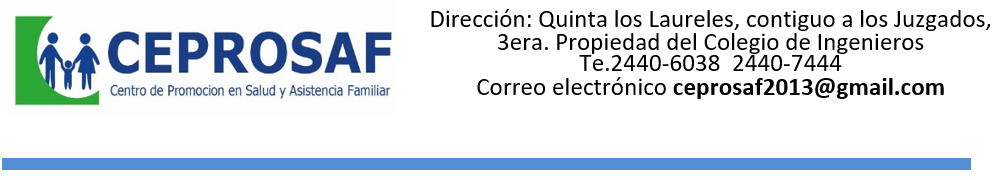 CEPROSAF
Centro de Promocion en Salud y Asistencia Familiar
Dirección: Quinta los Laureles, contiguo a los Juzgados,
3era. Propiedad del Colegio de Ingenieros
Te.2440-6038 2440-7444
Correo electrónico ceprosaf2013@gmail.com